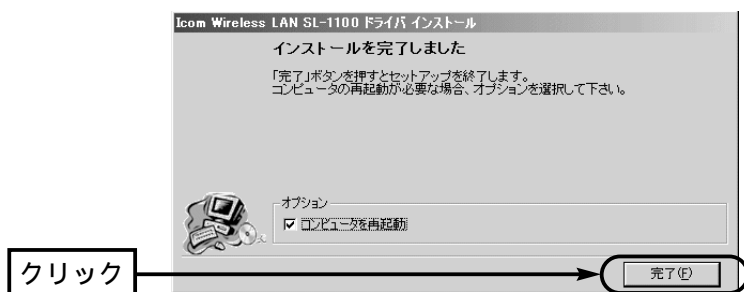 Icom Wireless LAN SL-1100 ドライバ インストール
インストールを完了しました
「完了」ボタンを押すとセットアップを終了します。
コンピュータの再起動が必要な場合、オプションを選択して下さい。
オプション
コンピュータを再起動
クリック
完了(F)